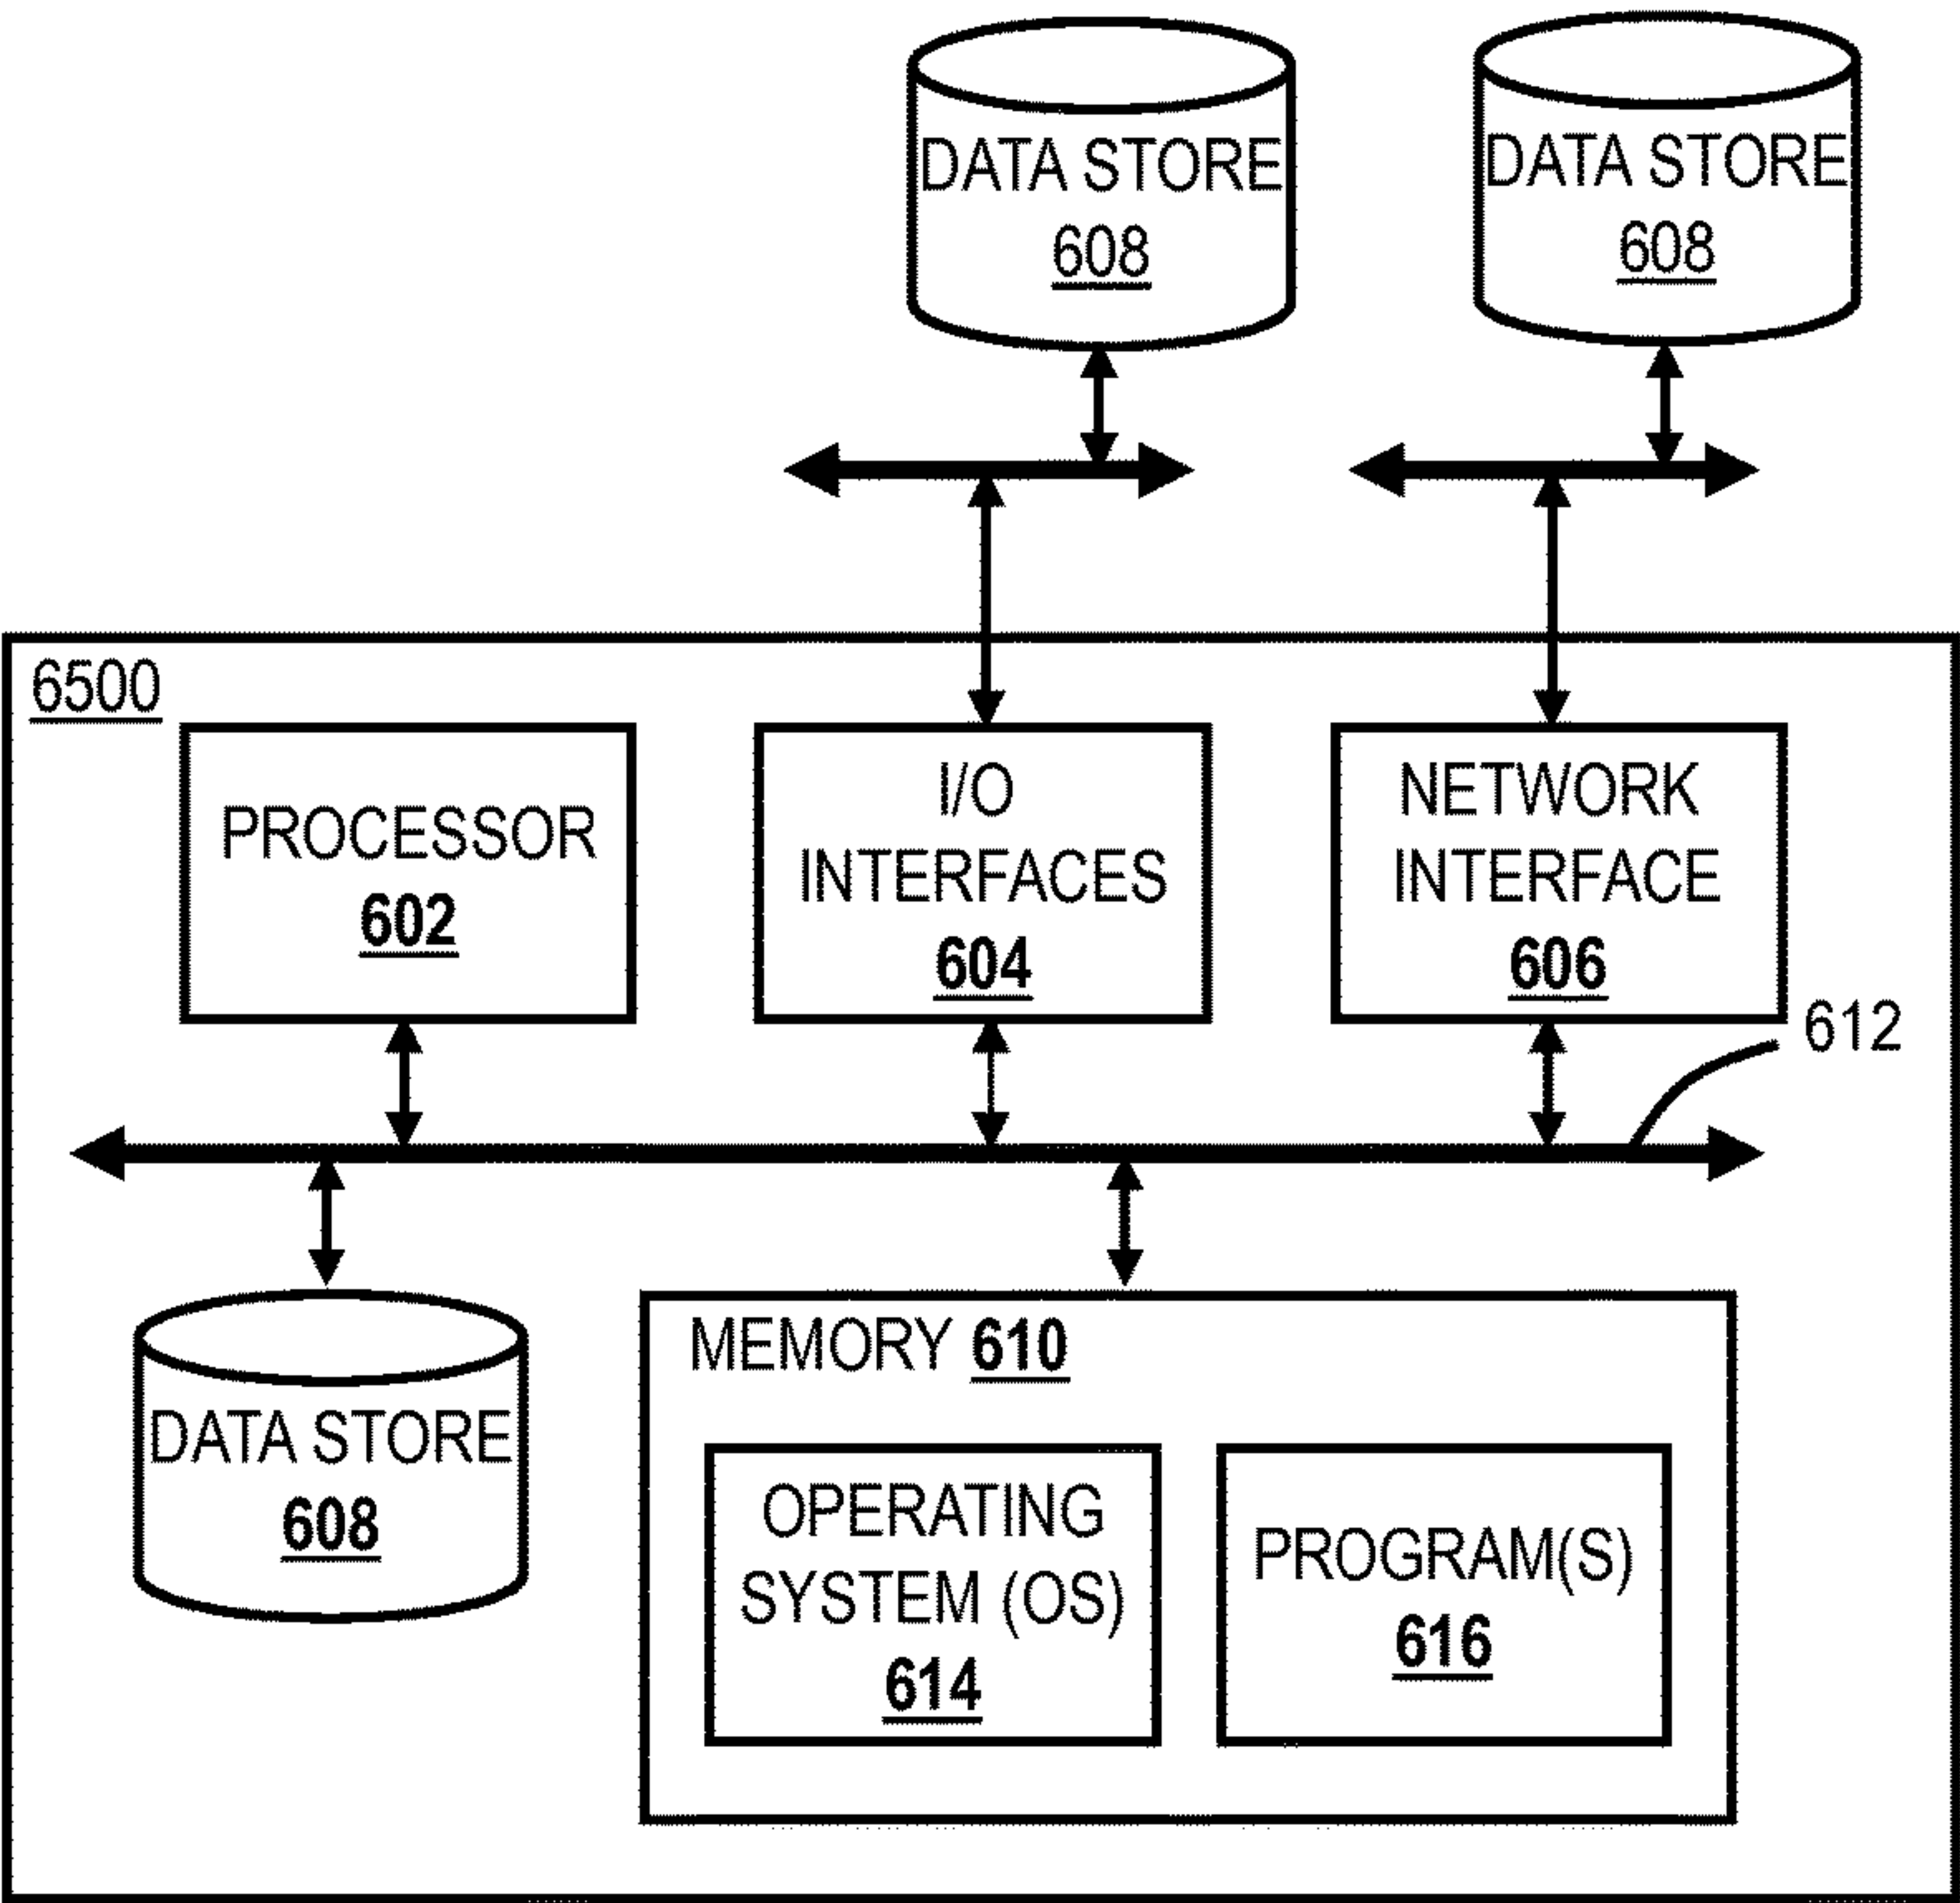 DATA STORE
608
DATA STORE
608
6500
PROCESSOR
602
I/O
INTERFACES
604
NETWORK
INTERFACE
606
612
DATA STORE
608
MEMORY 610
OPERATING
SYSTEM (OS)
614
PROGRAM(S)
616